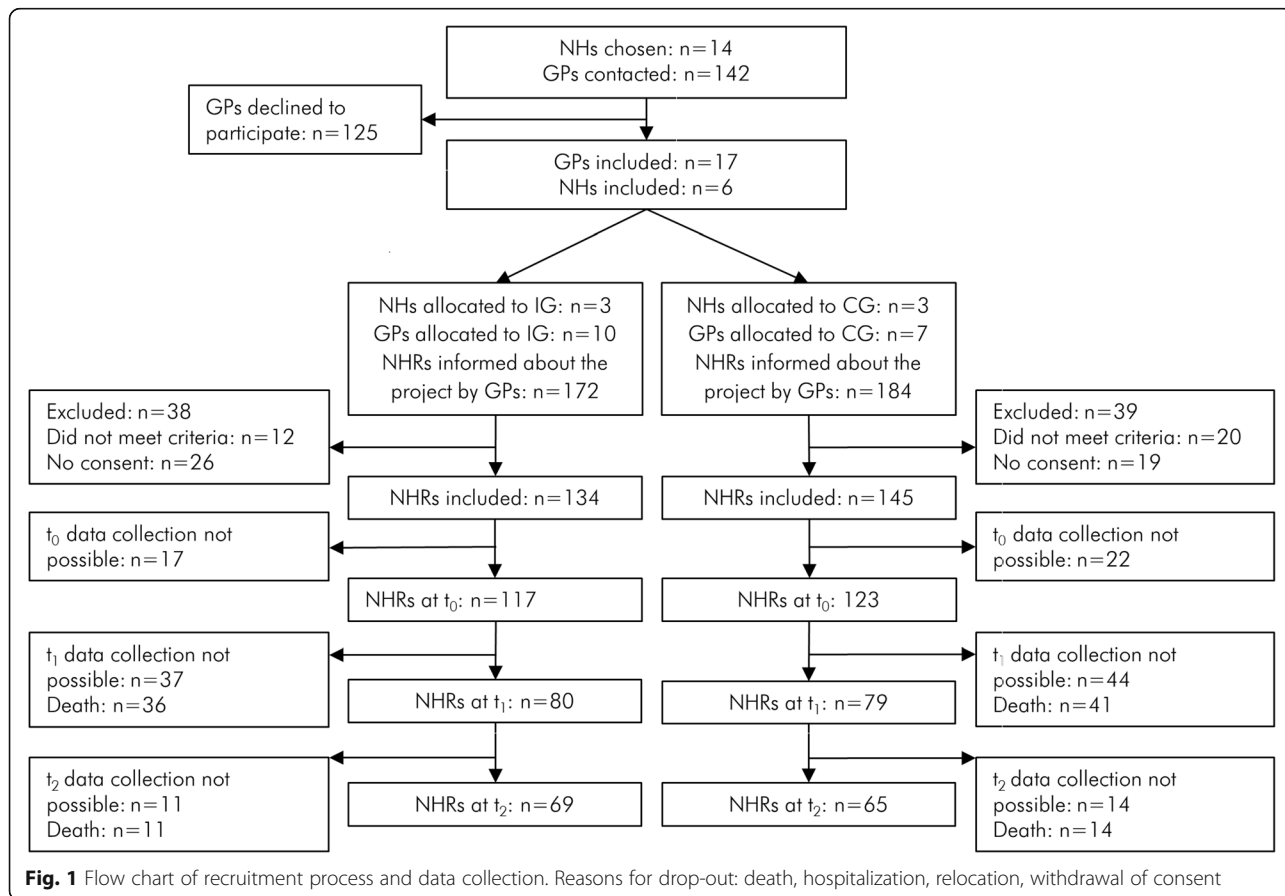 NHs chosen: n=14
GPs contacted: n=142
GPs declined to
participate: n=125
GPs included: n=17
NHs included: n=6
NHs allocated to IG: n=3
GPs allocated to IG: n=10
NHRs informed about the
project by GPs: n=172
NHs allocated to CG: n=3
GPs allocated to CG: n=7
NHRs informed about the
project by GPs: n=184
Excluded: n=38
Did not meet criteria: n=12
No consent: n=26
Excluded: n=39
Did not meet criteria: n=20
No consent: n=19
NHRs included: n=134
NHRs included: n=145
t₀ data collection not
possible: n=17
t₀ data collection not
possible: n=22
NHRs at t₀: n=117
NHRs at t₀: n=123
t₁ data collection not
possible: n=37
Death: n=36
t₁ data collection not
possible: n=44
Death: n=41
NHRs at t₁: n=80
NHRs at t₁: n=79
t₂ data collection not
possible: n=11
Death: n=11
t₂ data collection not
possible: n=14
Death: n=14
NHRs at t₂: n=69
NHRs at t₂: n=65
Fig. 1 Flow chart of recruitment process and data collection. Reasons for drop-out: death, hospitalization, relocation, withdrawal of consent